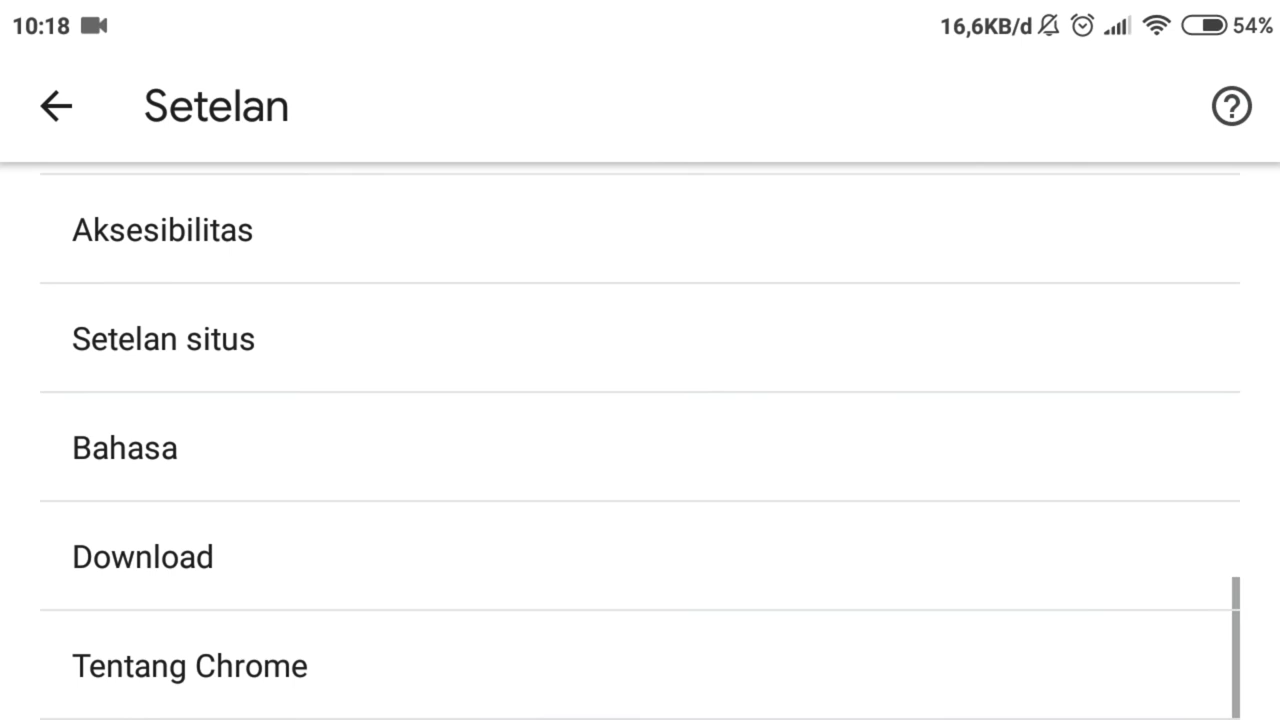 10:18 16,6KB/d 54%
Setelan
Aksesibilitas
Setelan situs
Bahasa
Download
Tentang Chrome